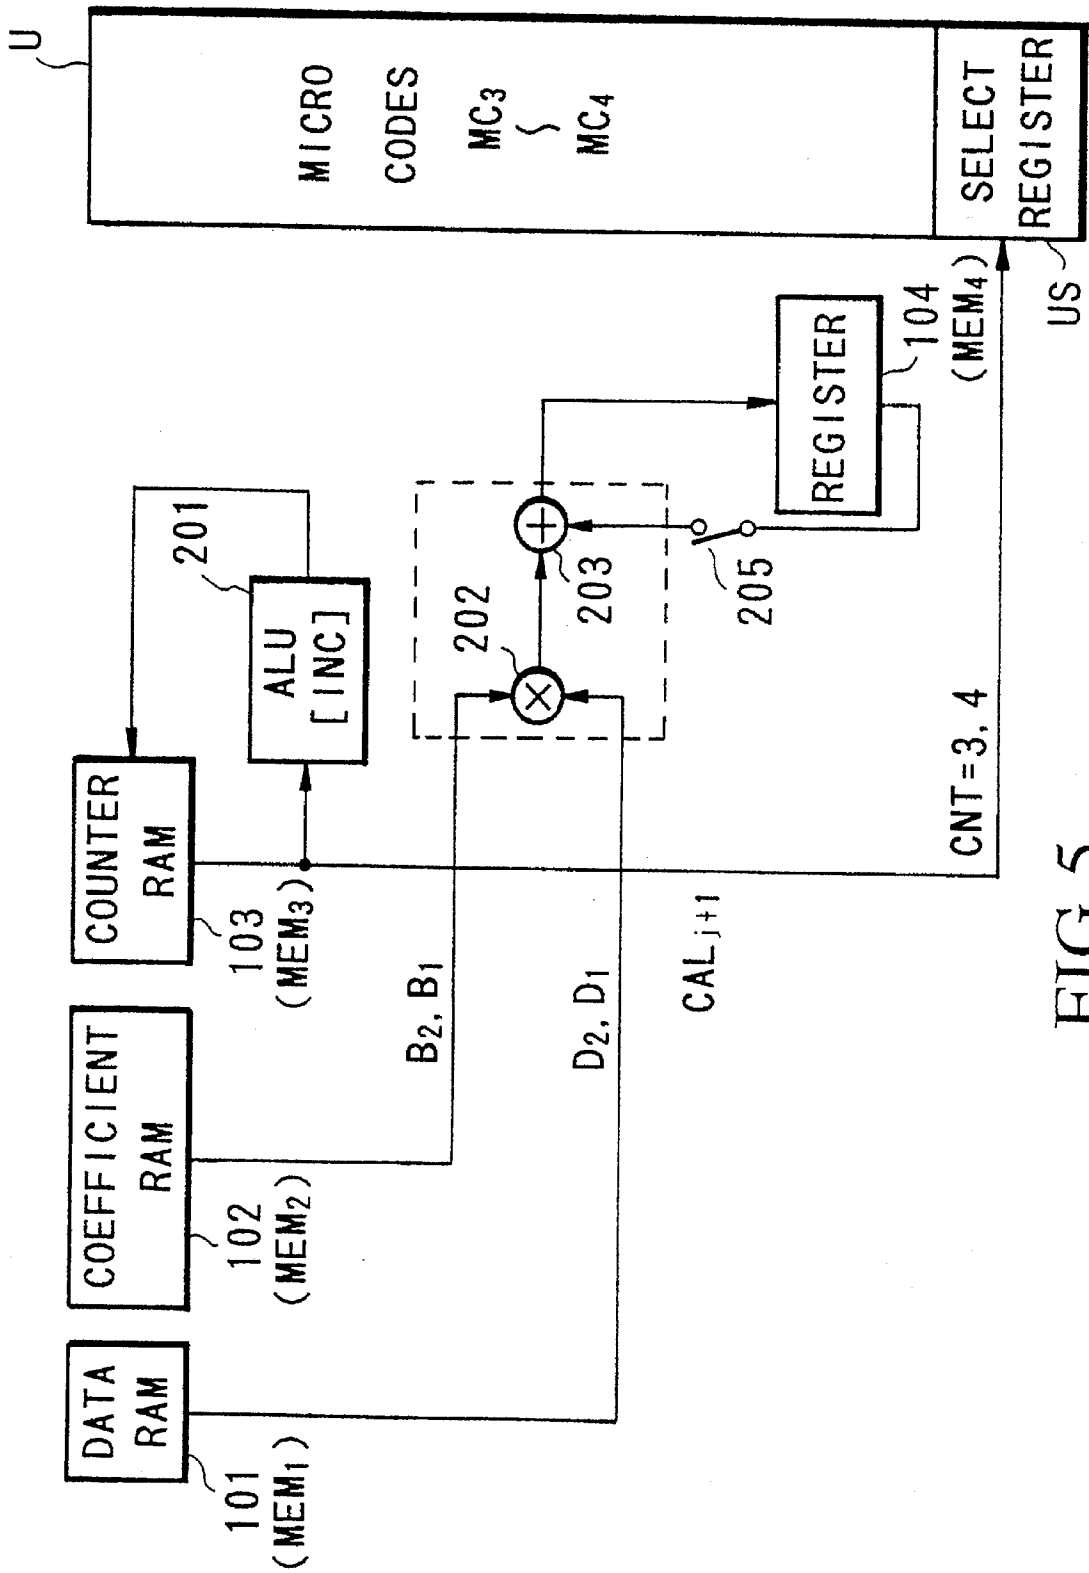 U
MICRO
CODES
MC3
∼
MC4
SELECT
REGISTER
US
DATA
RAM
101
(MEM1)
COEFFICIENT
RAM
102
(MEM2)
COUNTER
RAM
103
(MEM3)
201
ALU
[INC]
B2, B1
D2, D1
202
×
+
203
205
REGISTER
104
(MEM4)
CALj+1
CNT=3, 4
FIG.5